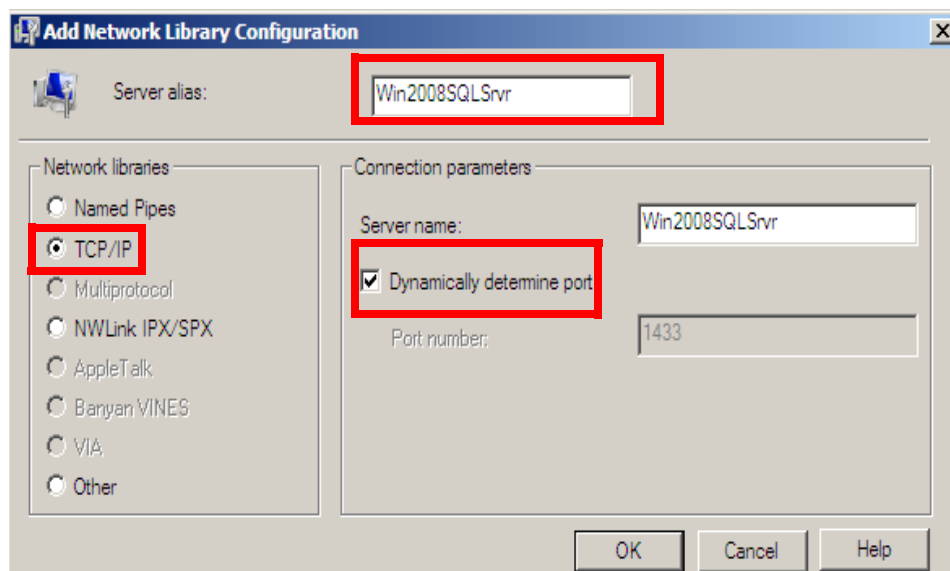 Add Network Library Configuration
Server alias:
Win2008SQLSrvr
Network libraries
Named Pipes
TCP/IP
Multiprotocol
NWLink IPX/SPX
AppleTalk
Banyan VINES
VIA
Other
Connection parameters
Server name:
Win2008SQLSrvr
Dynamically determine port
Port number:
1433
OK
Cancel
Help